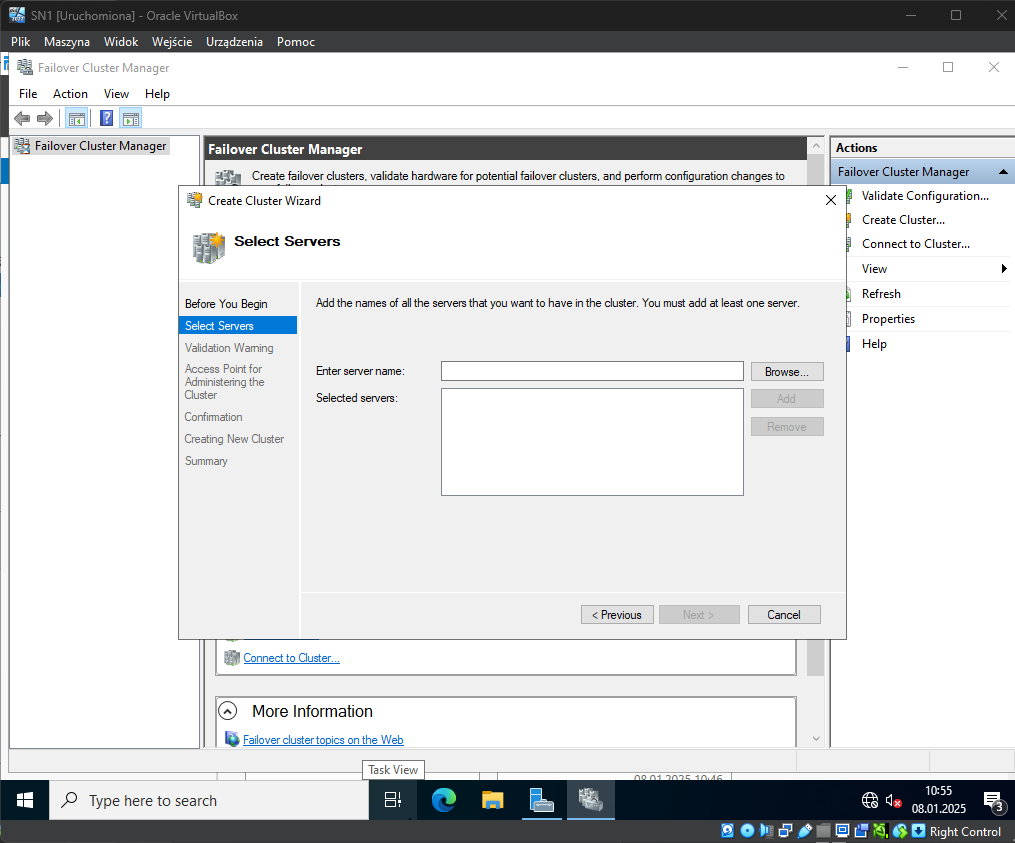 SN1 [Uruchomiona] - Oracle VirtualBox
Plik Maszyna Widok Wejście Urządzenia Pomoc
Failover Cluster Manager
File Action View Help
Failover Cluster Manager
Failover Cluster Manager
Create failover clusters, validate hardware for potential failover clusters, and perform configuration changes to
Actions
Failover Cluster Manager
Validate Configuration...
Create Cluster...
Connect to Cluster...
View
Refresh
Properties
Help
Create Cluster Wizard
Select Servers
Before You Begin
Select Servers
Validation Warning
Access Point for
Administering the
Cluster
Confirmation
Creating New Cluster
Summary
Add the names of all the servers that you want to have in the cluster. You must add at least one server.
Enter server name:
Browse...
Selected servers:
Add
Remove
< Previous
Next >
Cancel
Connect to Cluster...
More Information
Failover cluster topics on the Web
Task View
08.01.2025 10:46
Type here to search
10:55
08.01.2025
3
Right Control